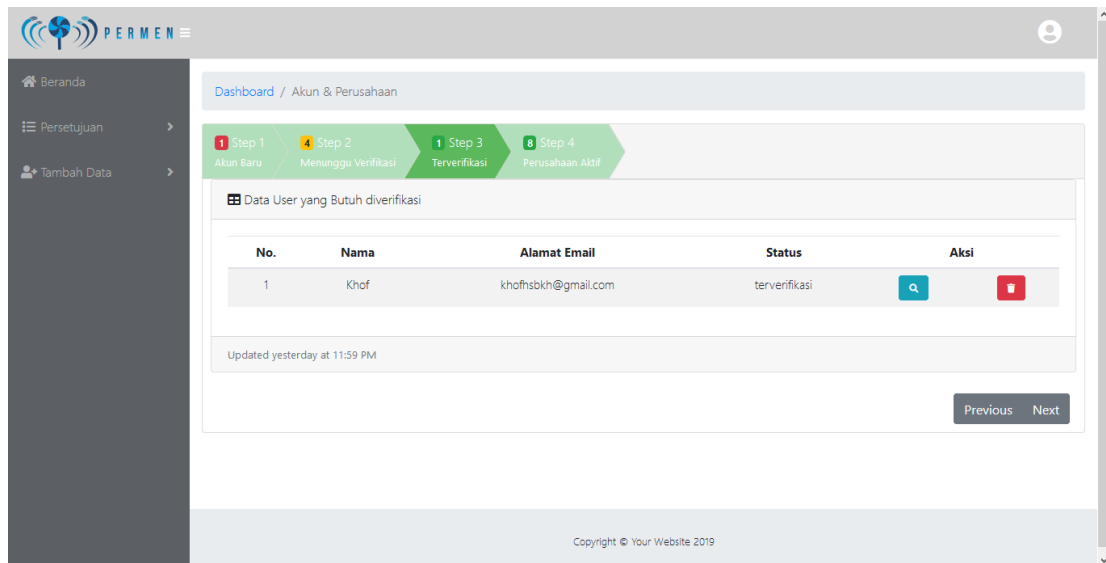 PERMEN
Beranda
Persetujuan
Tambah Data
Dashboard / Akun & Perusahaan
1 Step 1
Akun Baru
4 Step 2
Menunggu Verifikasi
1 Step 3
Terverifikasi
8 Step 4
Perusahaan Aktif
Data User yang Butuh diverifikasi
No. Nama Alamat Email Status Aksi
1 Khof khofhsbkh@gmail.com terverifikasi
Updated yesterday at 11:59 PM
Previous Next
Copyright © Your Website 2019